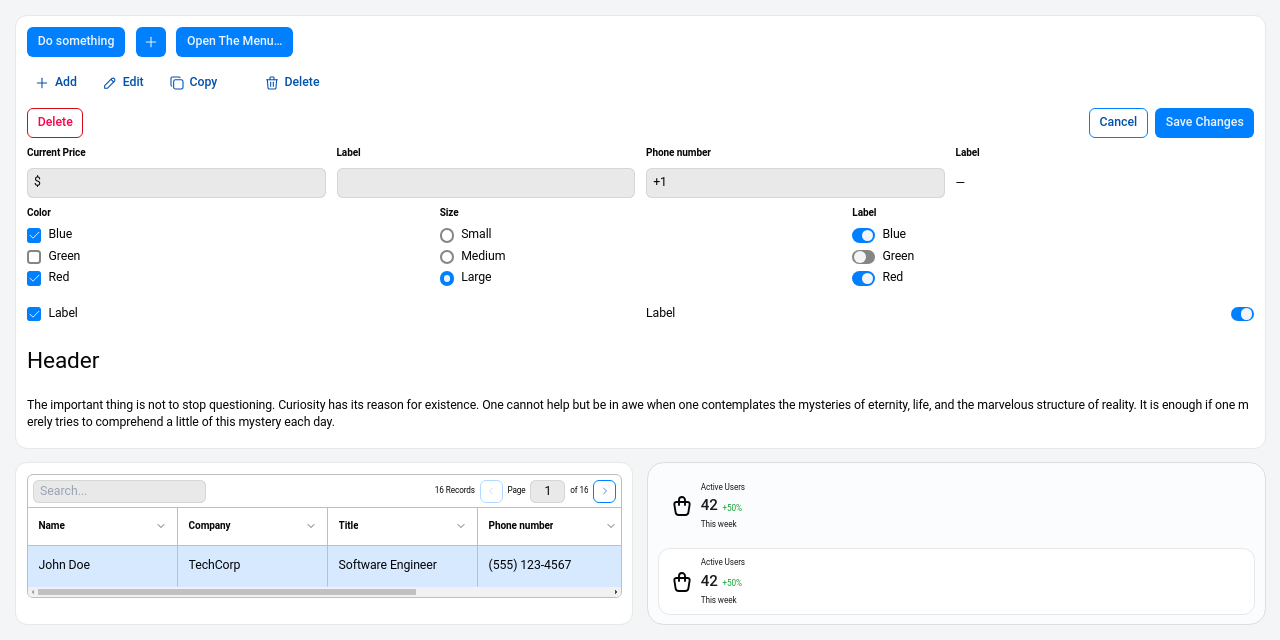 Do something
Open The Menu...
Add Edit Copy Delete
Delete Cancel Save Changes
Current Price Label Phone number Label
$ +1 —
Color Size Label
Blue Small Blue
Green Medium Green
Red Large Red
Label Label
Header
The important thing is not to stop questioning. Curiosity has its reason for existence. One cannot help but be in awe when one contemplates the mysteries of eternity, life, and the marvelous structure of reality. It is enough if one m
erely tries to comprehend a little of this mystery each day.
Search... 16 Records Page 1 of 16
Name Company Title Phone number
John Doe TechCorp Software Engineer (555) 123-4567
Active Users
42 +50%
This week
Active Users
42 +50%
This week